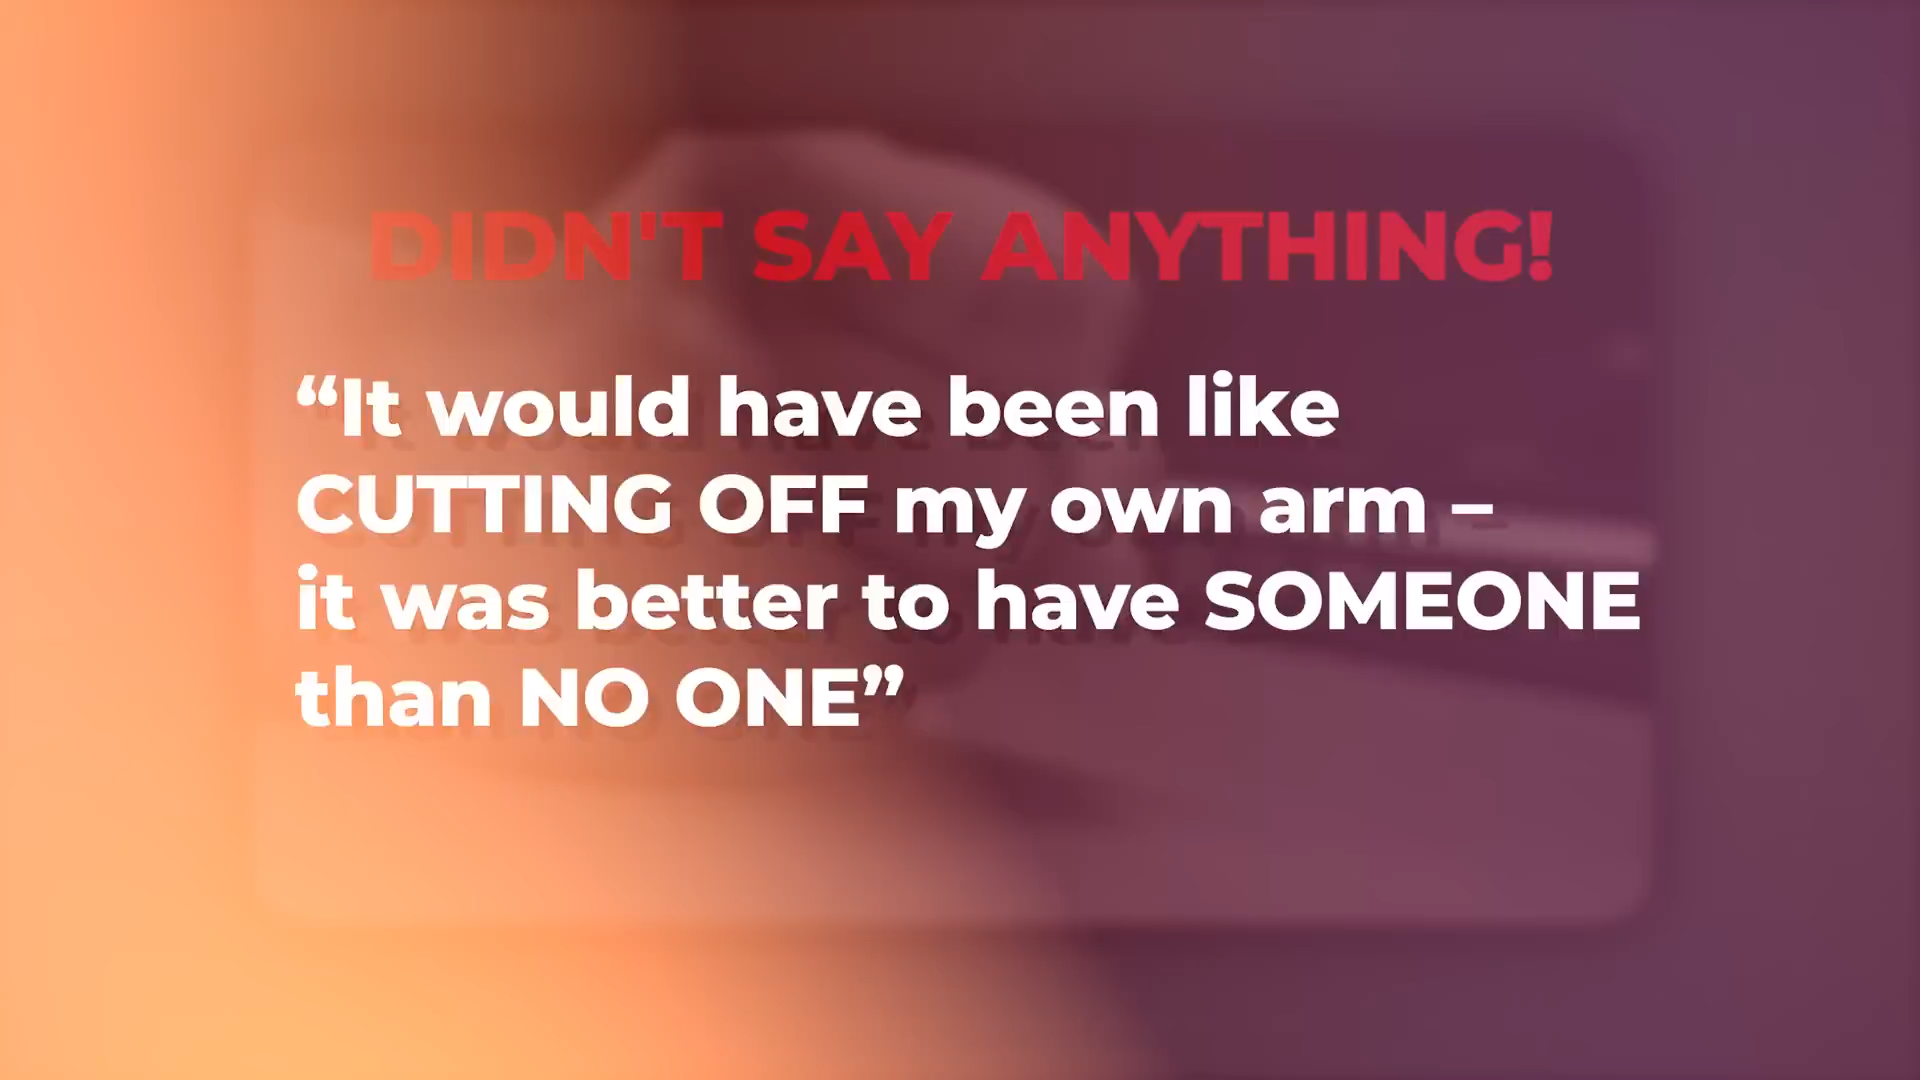 DIDN'T SAY ANYTHING!
“It would have been like
CUTTING OFF my own arm –
it was better to have SOMEONE
than NO ONE”